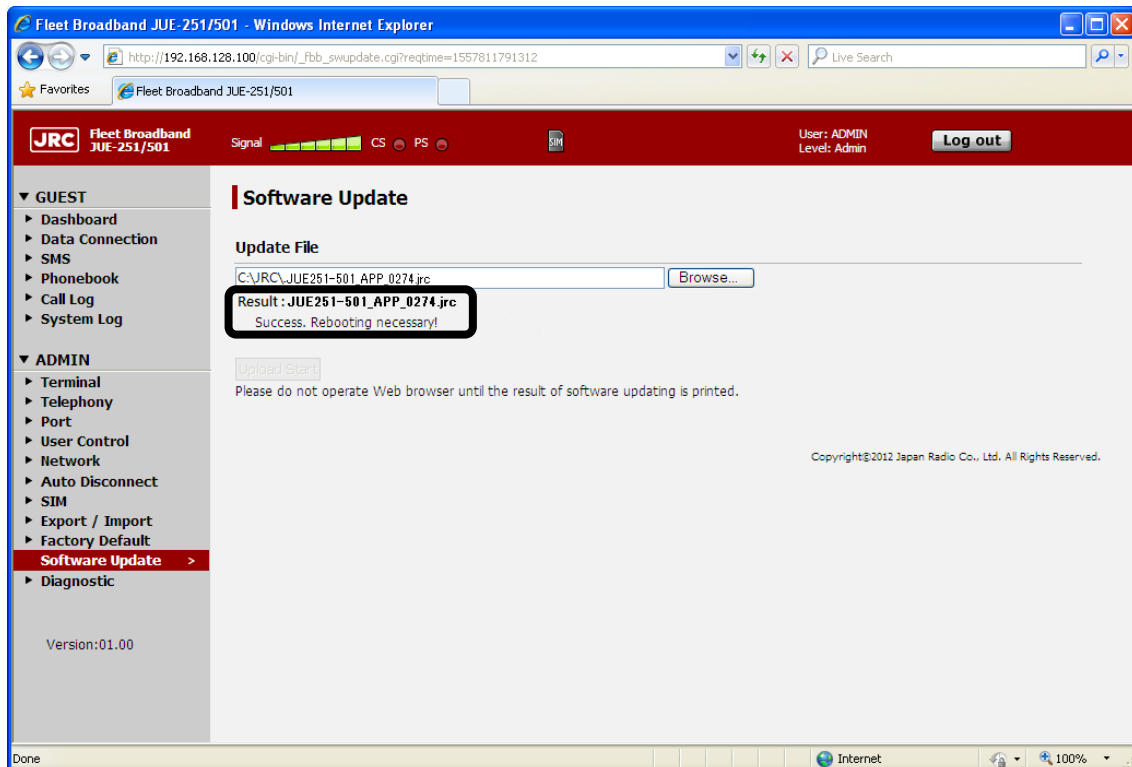 Fleet Broadband JUE-251/501 - Windows Internet Explorer
http://192.168.128.100/cgi-bin/_fbb_swupdate.cgi?reqtime=1557811791312
Live Search
Favorites
Fleet Broadband JUE-251/501
JRC
Fleet Broadband
JUE-251/501
Signal
CS
PS
SIM
User: ADMIN
Level: Admin
Log out
▼ GUEST
Dashboard
Data Connection
SMS
Phonebook
Call Log
System Log
▼ ADMIN
Terminal
Telephony
Port
User Control
Network
Auto Disconnect
SIM
Export / Import
Factory Default
Software Update >
Diagnostic
Version:01.00
Software Update
Update File
C:\JRC\.JUE251-501_APP_0274.jrc
Browse...
Result : JUE251-501_APP_0274.jrc
Success. Rebooting necessary!
Upload Start
Please do not operate Web browser until the result of software updating is printed.
Copyright©2012 Japan Radio Co., Ltd. All Rights Reserved.
Done
Internet
100%